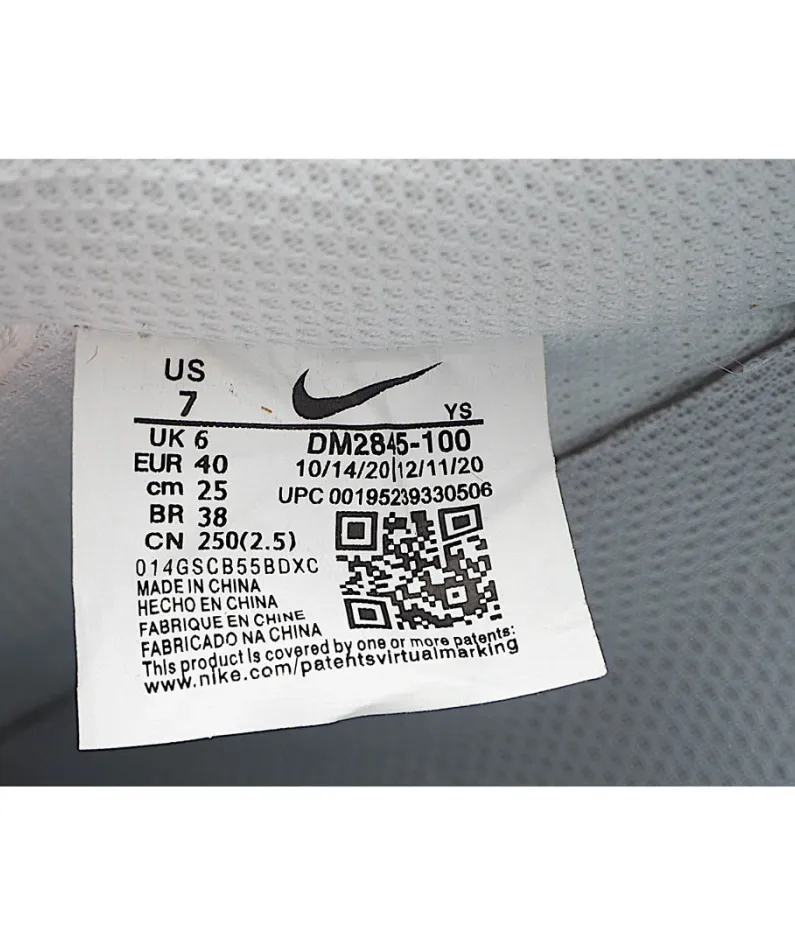 US
7
YS
UK 6
DM2845-100
EUR 40
10/14/20|12/11/20
cm 25
UPC 00195239330506
BR 38
CN 250(2.5)
014GSCB55BDXC
MADE IN CHINA
HECHO EN CHINA
FABRIQUE EN CHINE
FABRICADO NA CHINA
This product is covered by one or more patents:
www.nike.com/patentsvirtualmarking